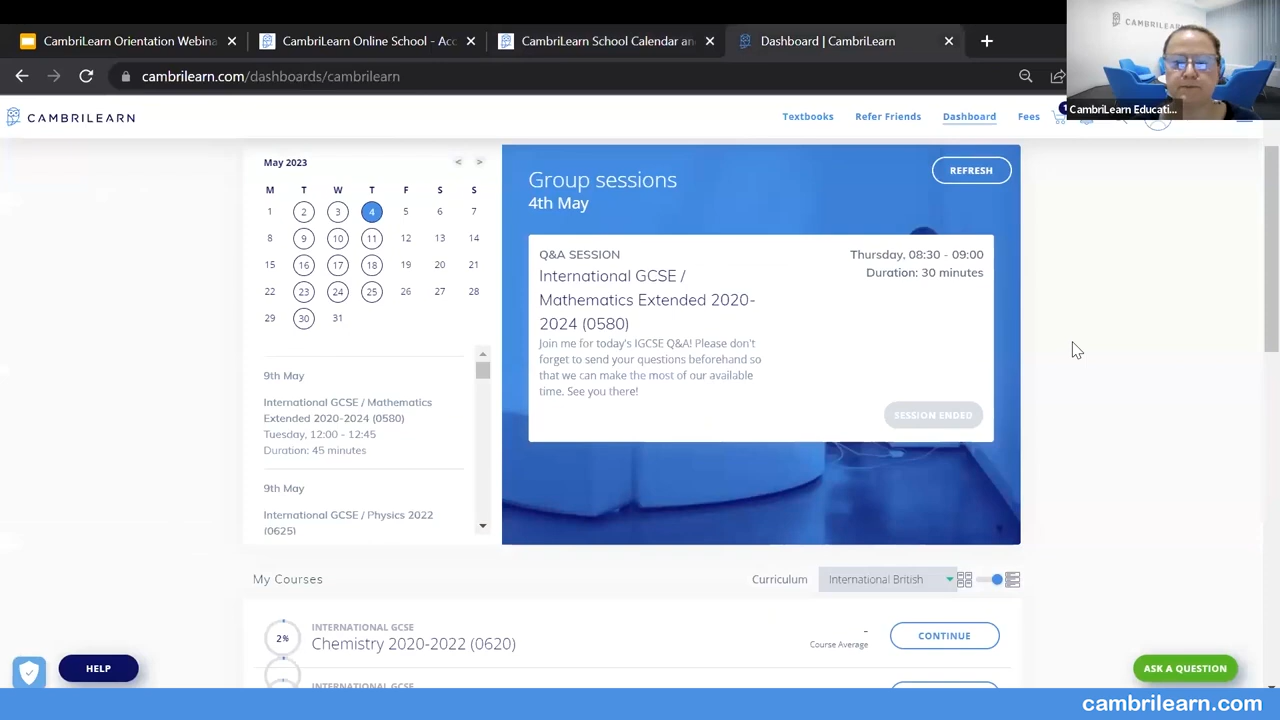 CambriLearn Orientation Webina
CambriLearn Online School - Acc
CambriLearn School Calendar an
Dashboard | CambriLearn
cambrilearn.com/dashboards/cambrilearn
CAMBRILEARN
CambriLearn Educati...
CAMBRILEARN
Textbooks
Refer Friends
Dashboard
Fees
May 2023
< >
M T W T F S S
1 2 3 4 5 6 7
8 9 10 11 12 13 14
15 16 17 18 19 20 21
22 23 24 25 26 27 28
29 30 31
9th May
International GCSE / Mathematics
Extended 2020-2024 (0580)
Tuesday, 12:00 - 12:45
Duration: 45 minutes
9th May
International GCSE / Physics 2022
(0625)
Group sessions
4th May
REFRESH
Q&A SESSION
International GCSE /
Mathematics Extended 2020-
2024 (0580)
Join me for today's IGCSE Q&A! Please don't
forget to send your questions beforehand so
that we can make the most of our available
time. See you there!
Thursday, 08:30 - 09:00
Duration: 30 minutes
SESSION ENDED
My Courses
Curriculum
International British
2%
INTERNATIONAL GCSE
Chemistry 2020-2022 (0620)
-
Course Average
CONTINUE
INTERNATIONAL GCSE
HELP
ASK A QUESTION
cambrilearn.com